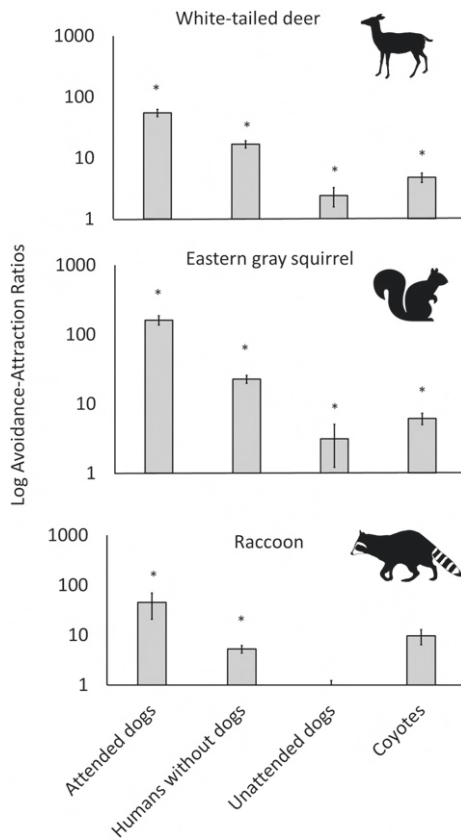 White-tailed deer
1000
100
10
1
* * * *
Log Avoidance-Attraction Ratios
Eastern gray squirrel
1000
100
10
1
* * * *
Raccoon
1000
100
10
1
* *
Attended dogs
Humans without dogs
Unattended dogs
Coyotes